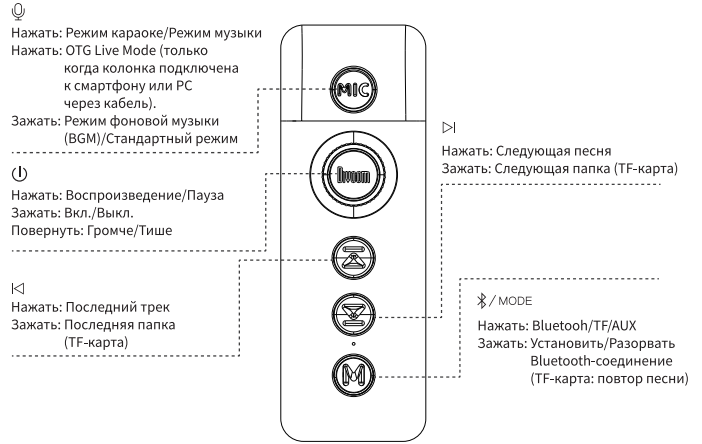 Нажать: Режим караоке/Режим музыки
Нажать: OTG Live Mode (только
когда колонка подключена
к смартфону или PC
через кабель).
Зажать: Режим фоновой музыки
(BGM)/Стандартный режим
Нажать: Воспроизведение/Пауза
Зажать: Вкл./Выкл.
Повернуть: Громче/Тише
Нажать: Последний трек
Зажать: Последняя папка
(TF-карта)
MIC
Divoom
M
Нажать: Следующая песня
Зажать: Следующая папка (TF-карта)
/ MODE
Нажать: Bluetooh/TF/AUX
Зажать: Установить/Разорвать
Bluetooth-соединение
(TF-карта: повтор песни)